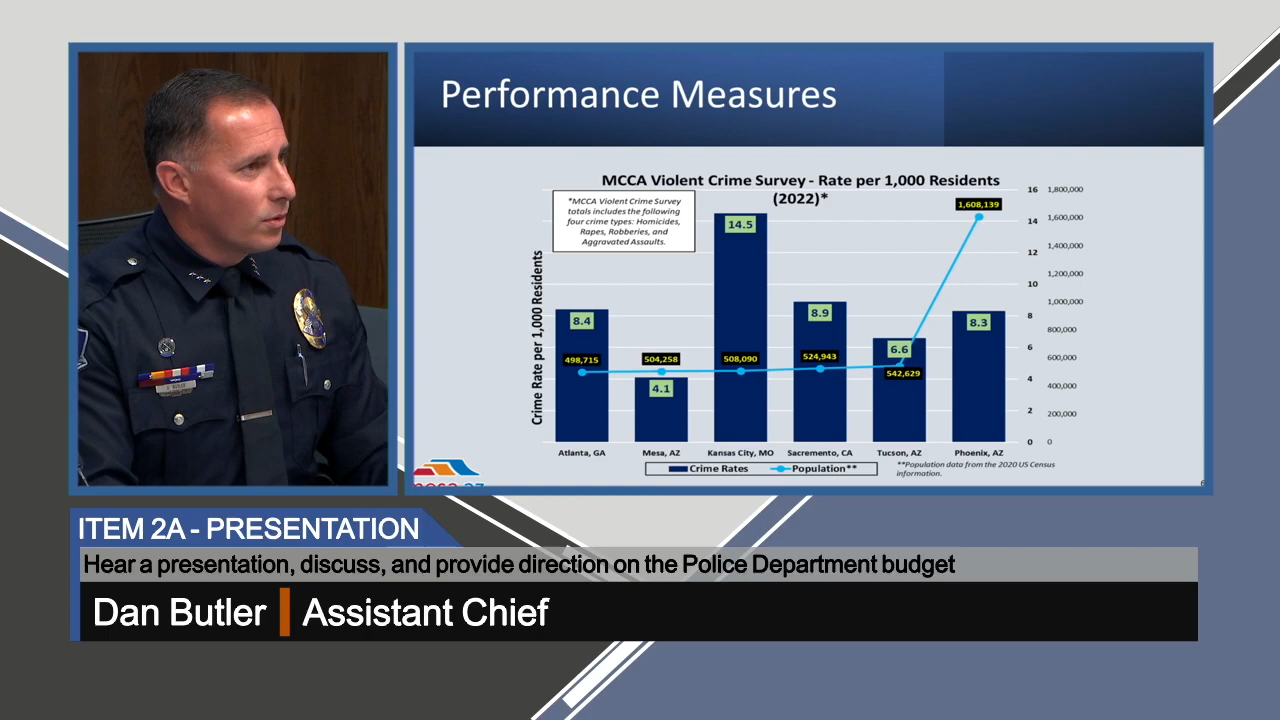 Performance Measures
MCCA Violent Crime Survey - Rate per 1,000 Residents
(2022)*
*MCCA Violent Crime Survey
totals includes the following
four crime types: Homicides,
Rapes, Robberies, and
Aggravated Assaults.
Crime Rate per 1,000 Residents
16 1,800,000
14 1,600,000
1,400,000
12
1,200,000
10
1,000,000
8
800,000
6
600,000
4
400,000
2
200,000
0 0
8.4
4.1
14.5
8.9
6.6
8.3
498,715
504,258
508,090
524,943
542,629
1,608,139
Atlanta, GA Mesa, AZ Kansas City, MO Sacremento, CA Tucson, AZ Phoenix, AZ
Crime Rates Population**
**Population data from the 2020 US Census
information.
6
ITEM 2A - PRESENTATION
Hear a presentation, discuss, and provide direction on the Police Department budget
Dan Butler Assistant Chief